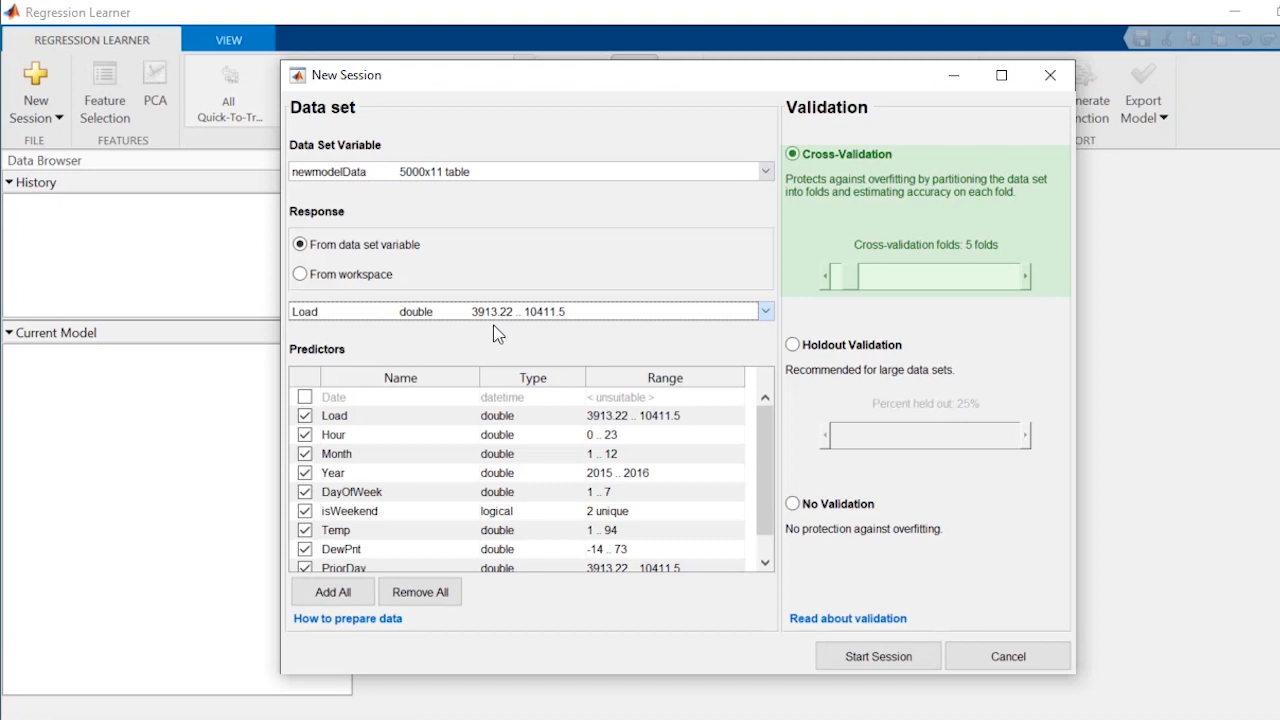 Regression Learner
REGRESSION LEARNER
VIEW
New
Session
Feature
Selection
PCA
All
Quick-To-Tr...
Export
Model
FILE
FEATURES
Data Browser
History
Current Model
New Session
Data set
Data Set Variable
newmodelData 5000x11 table
Response
From data set variable
From workspace
Load double 3913.22 .. 10411.5
Predictors
Name Type Range
Date datetime < unsuitable >
Load double 3913.22 .. 10411.5
Hour double 0 .. 23
Month double 1 .. 12
Year double 2015 .. 2016
DayOfWeek double 1 .. 7
isWeekend logical 2 unique
Temp double 1 .. 94
DewPnt double -14 .. 73
PriorDay double 3913.22 .. 10411.5
Add All
Remove All
How to prepare data
Validation
Cross-Validation
Protects against overfitting by partitioning the data set
into folds and estimating accuracy on each fold.
Cross-validation folds: 5 folds
Holdout Validation
Recommended for large data sets.
Percent held out: 25%
No Validation
No protection against overfitting.
Read about validation
Start Session
Cancel